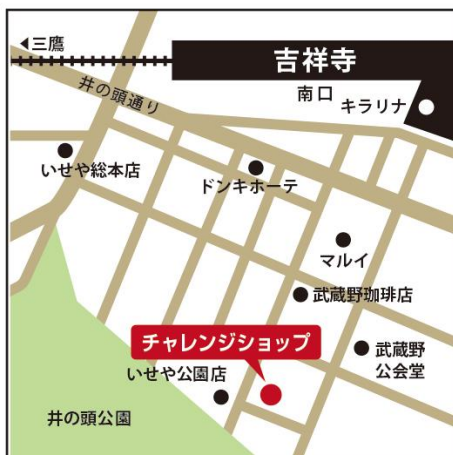 ◀三鷹
吉祥寺
南口
キラリナ
井の頭通り
いせや総本店
ドンキホーテ
マルイ
武蔵野珈琲店
チャレンジショップ
武蔵野
公会堂
いせや公園店
井の頭公園